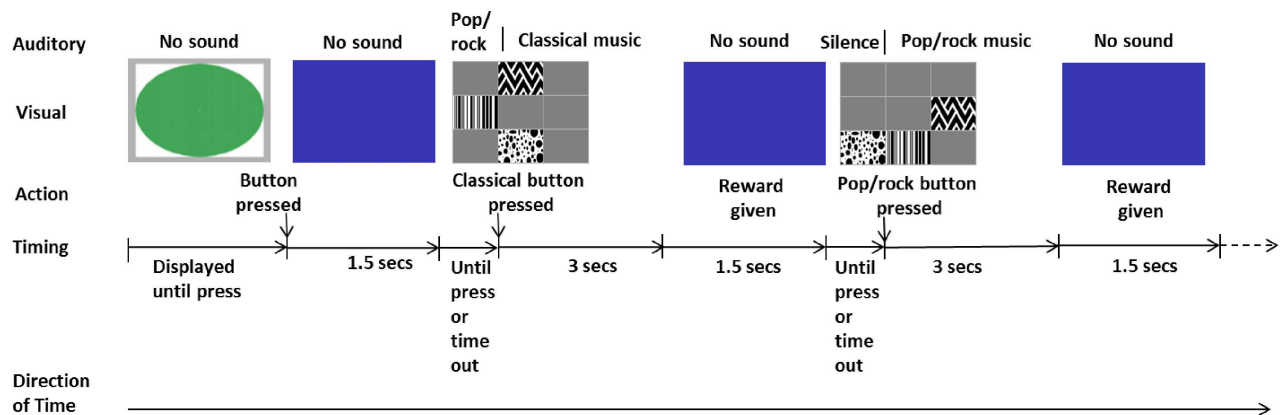 Auditory
No sound
No sound
Pop/
rock
Classical music
No sound
Silence
Pop/rock music
No sound
Visual
Action
Button
pressed
Classical button
pressed
Reward
given
Pop/rock button
pressed
Reward
given
Timing
Displayed
until press
1.5 secs
Until
press
or
time
out
3 secs
1.5 secs
Until
press
or
time
out
3 secs
1.5 secs
Direction
of Time